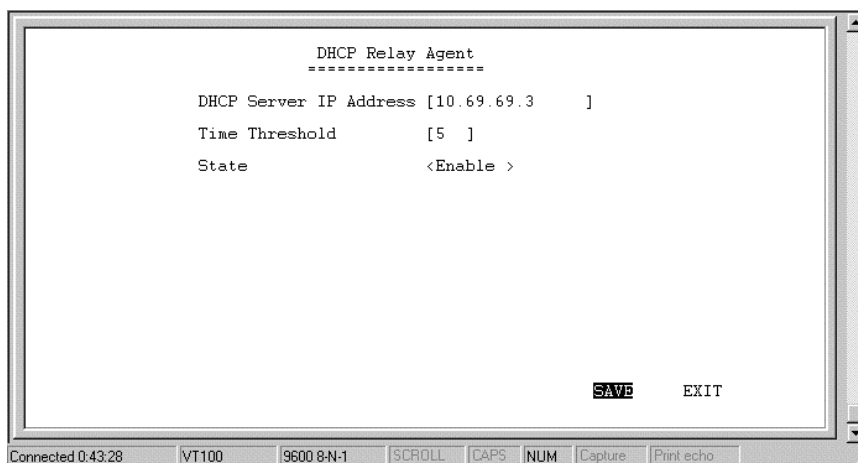 DHCP Relay Agent
==================
DHCP Server IP Address [10.69.69.3     ]
Time Threshold [5  ]
State <Enable >
SAVE EXIT
Connected 0:43:28 VT100 9600 8-N-1 SCROLL CAPS NUM Capture Print echo